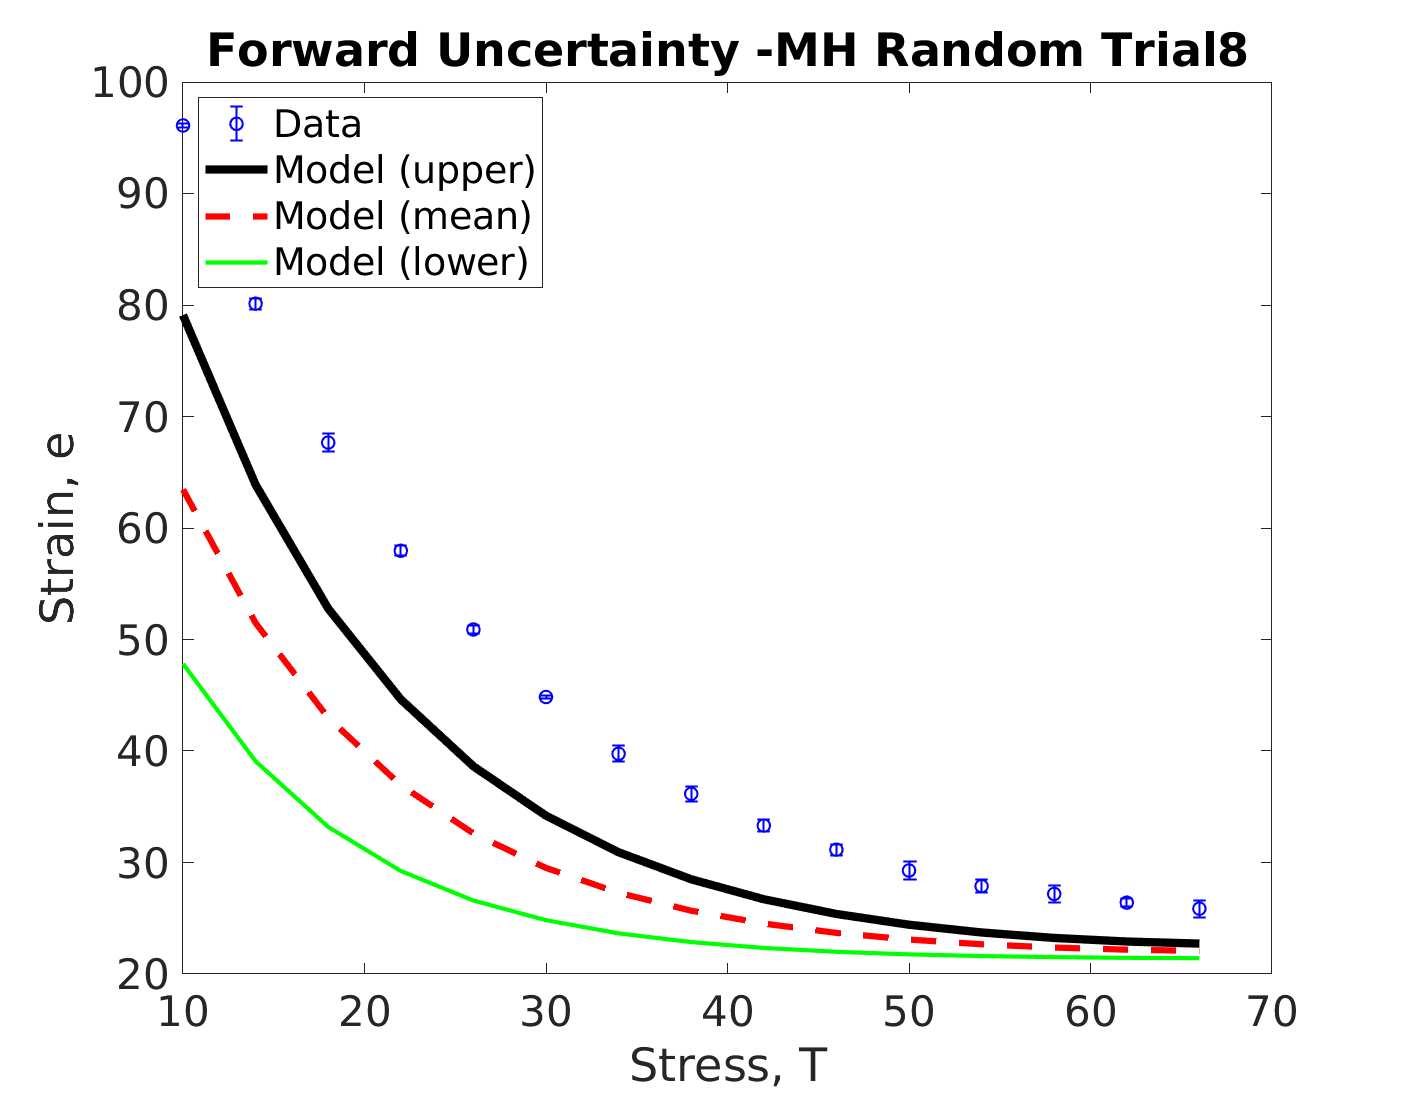 Forward Uncertainty -MH Random Trial8
100
90
80
70
60
50
40
30
20
Strain, e
Data
Model (upper)
Model (mean)
Model (lower)
10 20 30 40 50 60 70
Stress, T